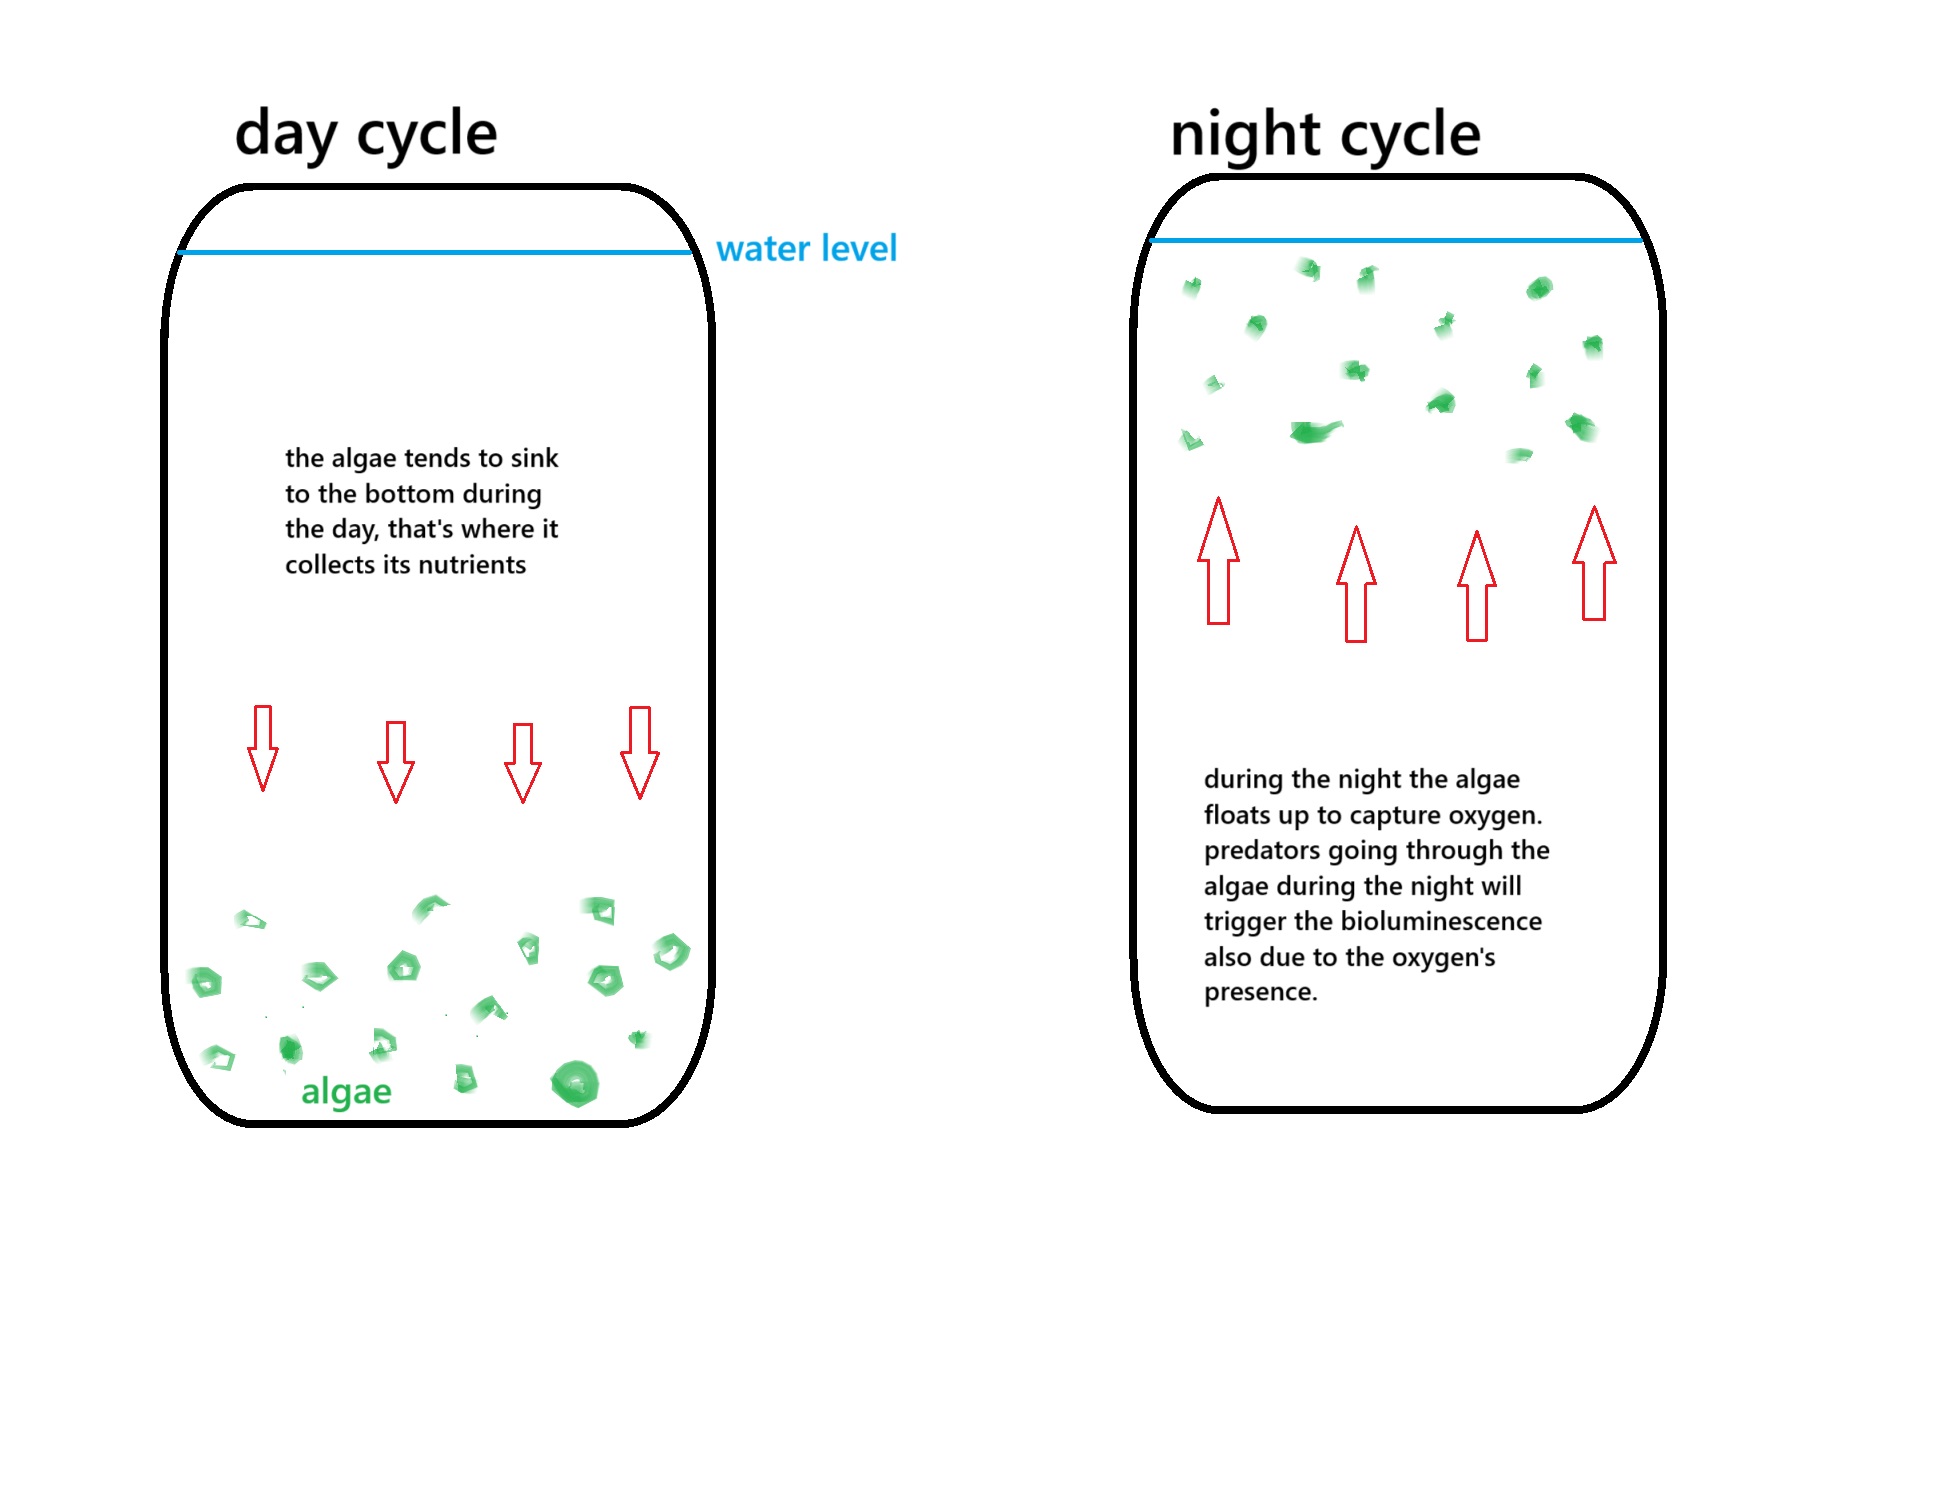 day cycle
water level
the algae tends to sink
to the bottom during
the day, that's where it
collects its nutrients
algae
night cycle
during the night the algae
floats up to capture oxygen.
predators going through the
algae during the night will
trigger the bioluminescence
also due to the oxygen's
presence.